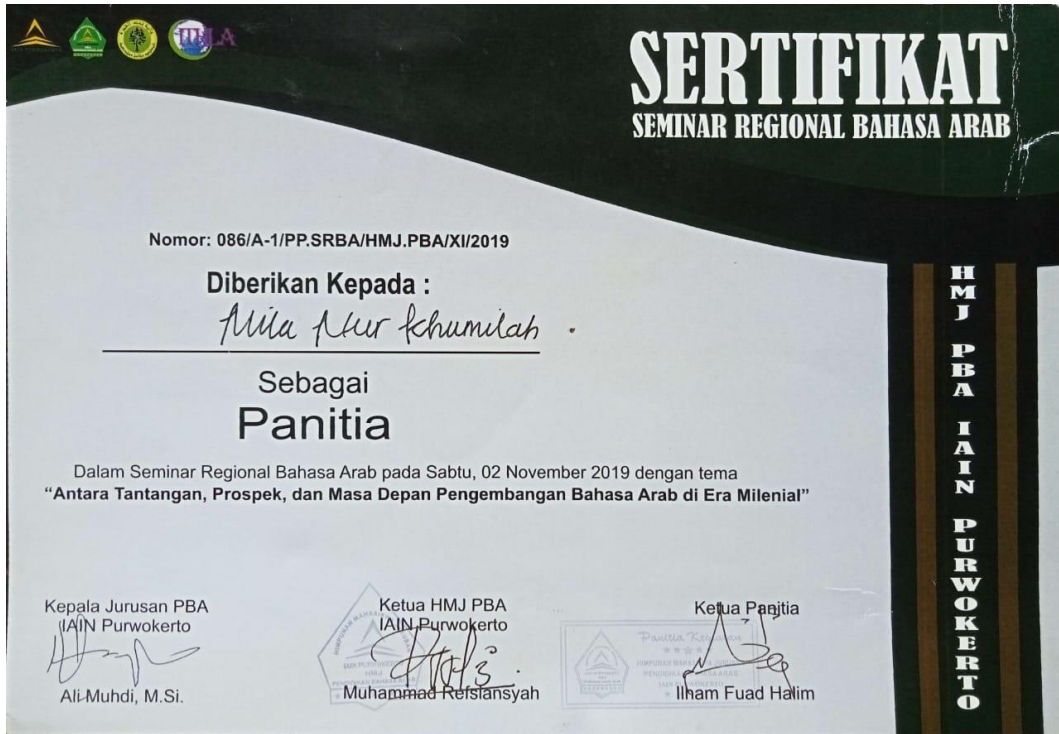 SERTIFIKAT
SEMINAR REGIONAL BAHASA ARAB
Nomor: 086/A-1/PP.SRBA/HMJ.PBA/XI/2019
Diberikan Kepada :
Mila Nur Khumilah .
Sebagai
Panitia
Dalam Seminar Regional Bahasa Arab pada Sabtu, 02 November 2019 dengan tema
“Antara Tantangan, Prospek, dan Masa Depan Pengembangan Bahasa Arab di Era Milenial”
Kepala Jurusan PBA
IAIN Purwokerto
Ali Muhdi, M.Si.
Ketua HMJ PBA
IAIN Purwokerto
Muhammad Refsiansyah
Ketua Panitia
Panitia Kegiatan
Ilham Fuad Halim
HMJ PBA IAIN PURWOKERTO